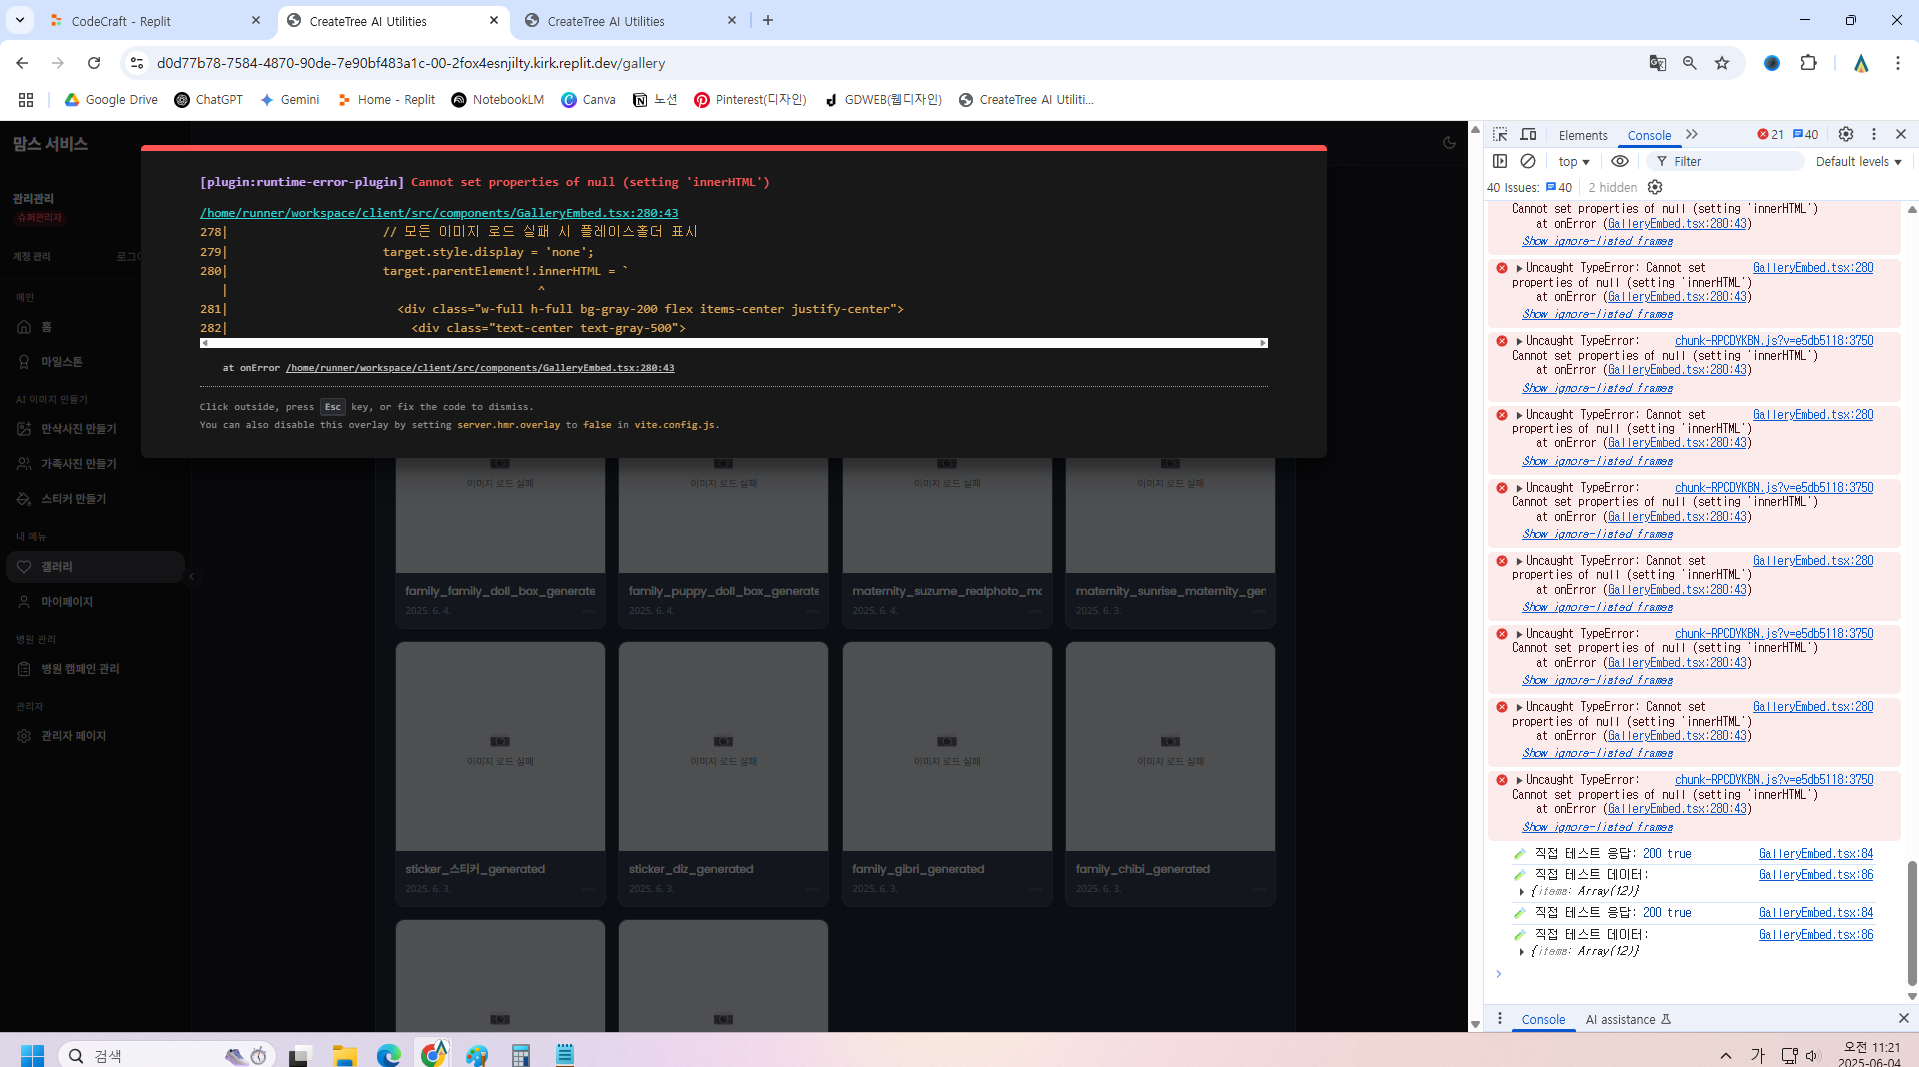 CodeCraft - Replit
CreateTree AI Utilities
CreateTree AI Utilities
d0d77b78-7584-4870-90de-7e90bf483a1c-00-2fox4esnjilty.kirk.replit.dev/gallery
Google Drive
ChatGPT
Gemini
Home - Replit
NotebookLM
Canva
노션
Pinterest(디자인)
GDWEB(웹디자인)
CreateTree AI Utiliti...
맘스 서비스
관리관리
슈퍼관리자
계정 관리
메인
홈
마일스톤
AI 이미지 만들기
만삭사진 만들기
가족사진 만들기
스티커 만들기
내 메뉴
갤러리
마이페이지
병원 관리
병원 캠페인 관리
관리자
관리자 페이지
[plugin:runtime-error-plugin] Cannot set properties of null (setting 'innerHTML')
/home/runner/workspace/client/src/components/GalleryEmbed.tsx:280:43
278| // 모든 이미지 로드 실패 시 플레이스홀더 표시
279| target.style.display = 'none';
280| target.parentElement!.innerHTML = `
| ^
281| <div class="w-full h-full bg-gray-200 flex items-center justify-center">
282| <div class="text-center text-gray-500">
at onError /home/runner/workspace/client/src/components/GalleryEmbed.tsx:280:43
Click outside, press Esc key, or fix the code to dismiss.
You can also disable this overlay by setting server.hmr.overlay to false in vite.config.js.
이미지 로드 실패
이미지 로드 실패
이미지 로드 실패
이미지 로드 실패
family_family_doll_box_generate
family_puppy_doll_box_generate
maternity_suzume_realphoto_mc
maternity_sunrise_maternity_gen
2025. 6. 4.
2025. 6. 4.
2025. 6. 4.
2025. 6. 3.
이미지 로드 실패
이미지 로드 실패
이미지 로드 실패
이미지 로드 실패
sticker_스티커_generated
sticker_diz_generated
family_gibri_generated
family_chibi_generated
2025. 6. 3.
2025. 6. 3.
2025. 6. 3.
2025. 6. 3.
Elements
Console
21
40
top
Filter
Default levels
40 Issues: 40
2 hidden
Cannot set properties of null (setting 'innerHTML')
at onError (GalleryEmbed.tsx:280:43)
Show ignore-listed frames
Uncaught TypeError: Cannot set GalleryEmbed.tsx:280
properties of null (setting 'innerHTML')
at onError (GalleryEmbed.tsx:280:43)
Show ignore-listed frames
Uncaught TypeError: chunk-RPCDYKBN.js?v=e5db5118:3750
Cannot set properties of null (setting 'innerHTML')
at onError (GalleryEmbed.tsx:280:43)
Show ignore-listed frames
Uncaught TypeError: Cannot set GalleryEmbed.tsx:280
properties of null (setting 'innerHTML')
at onError (GalleryEmbed.tsx:280:43)
Show ignore-listed frames
Uncaught TypeError: chunk-RPCDYKBN.js?v=e5db5118:3750
Cannot set properties of null (setting 'innerHTML')
at onError (GalleryEmbed.tsx:280:43)
Show ignore-listed frames
Uncaught TypeError: Cannot set GalleryEmbed.tsx:280
properties of null (setting 'innerHTML')
at onError (GalleryEmbed.tsx:280:43)
Show ignore-listed frames
Uncaught TypeError: chunk-RPCDYKBN.js?v=e5db5118:3750
Cannot set properties of null (setting 'innerHTML')
at onError (GalleryEmbed.tsx:280:43)
Show ignore-listed frames
Uncaught TypeError: Cannot set GalleryEmbed.tsx:280
properties of null (setting 'innerHTML')
at onError (GalleryEmbed.tsx:280:43)
Show ignore-listed frames
Uncaught TypeError: chunk-RPCDYKBN.js?v=e5db5118:3750
Cannot set properties of null (setting 'innerHTML')
at onError (GalleryEmbed.tsx:280:43)
Show ignore-listed frames
직접 테스트 응답: 200 true GalleryEmbed.tsx:84
직접 테스트 데이터: GalleryEmbed.tsx:86
{items: Array(12)}
직접 테스트 응답: 200 true GalleryEmbed.tsx:84
직접 테스트 데이터: GalleryEmbed.tsx:86
{items: Array(12)}
Console
AI assistance
검색
가
오전 11:21
2025-06-04